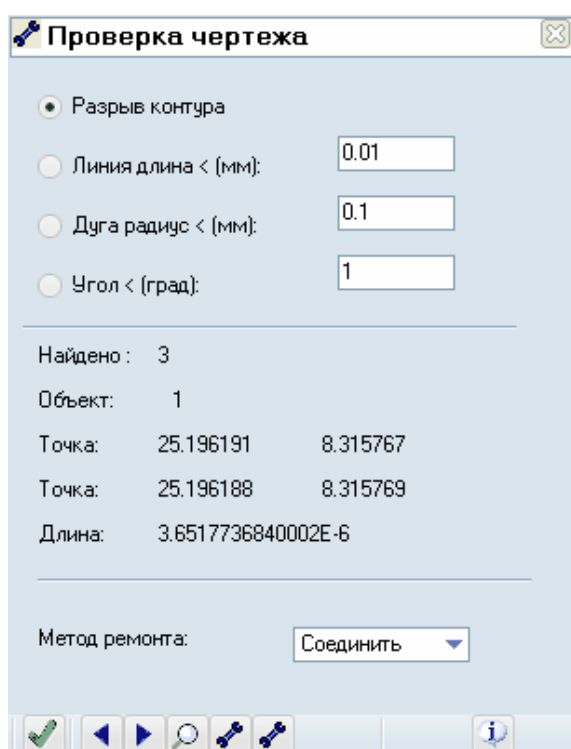 Проверка чертежа
Разрыв контура
Линия длина < (мм): 0.01
Дуга радиус < (мм): 0.1
Угол < (град): 1
Найдено : 3
Объект: 1
Точка: 25.196191 8.315767
Точка: 25.196188 8.315769
Длина: 3.6517736840002E-6
Метод ремонта: Соединить